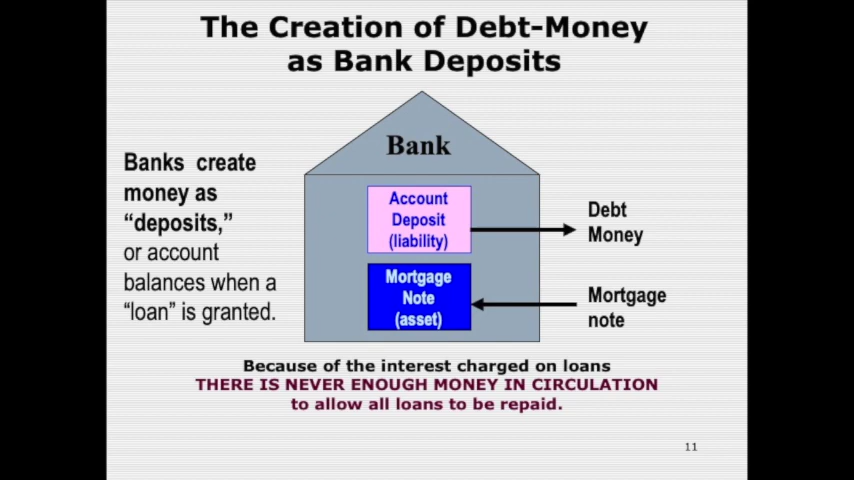 The Creation of Debt-Money
as Bank Deposits
Bank
Banks create
money as
“deposits,”
or account
balances when a
“loan” is granted.
Account
Deposit
(liability)
Debt
Money
Mortgage
Note
(asset)
Mortgage
note
Because of the interest charged on loans
THERE IS NEVER ENOUGH MONEY IN CIRCULATION
to allow all loans to be repaid.
11